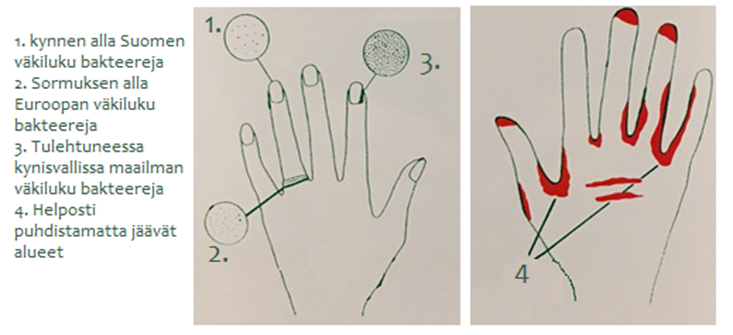 1. kynnen alla Suomen
väkiluku bakteereja
2. Sormuksen alla
Euroopan väkiluku
bakteereja
3. Tulehtuneessa
kynisvallissa maailman
väkiluku bakteereja
4. Helposti
puhdistamatta jäävät
alueet
1.
3.
2.
4